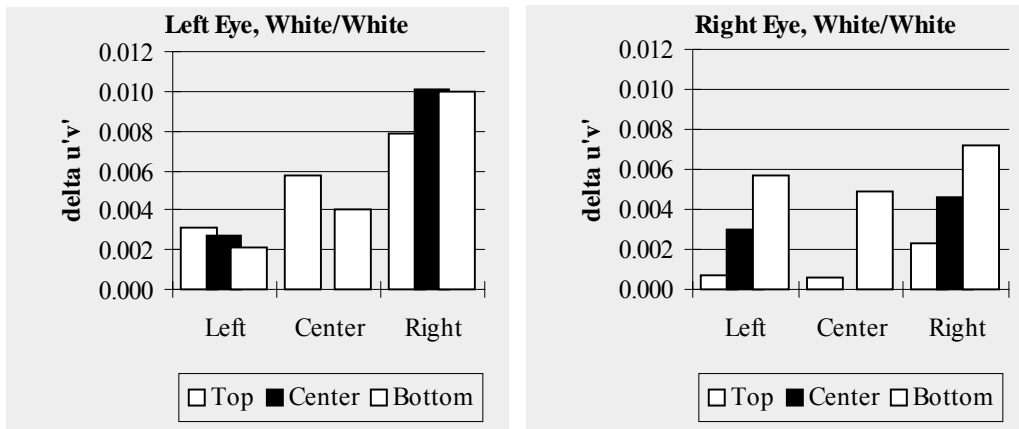 Left Eye, White/White
0.012
0.010
0.008
0.006
0.004
0.002
0.000
delta u'v'
Left Center Right
Top Center Bottom
Right Eye, White/White
0.012
0.010
0.008
0.006
0.004
0.002
0.000
delta u'v'
Left Center Right
Top Center Bottom